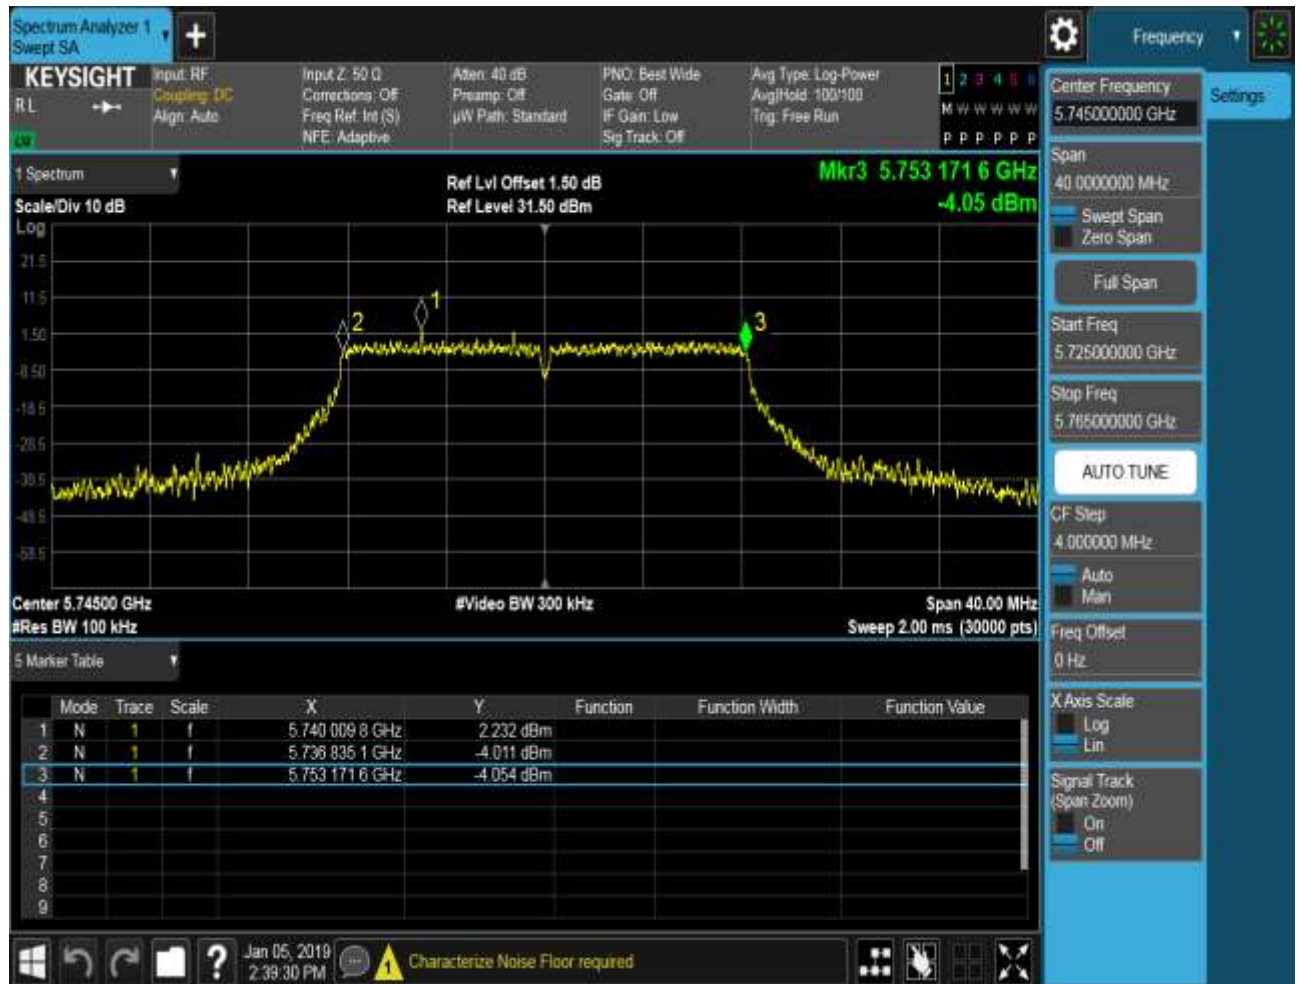 Spectrum Analyzer 1
Swept SA
+
Frequency
KEYSIGHT
R L
Input: RF
Coupling: DC
Align: Auto
Input Z: 50 Ω
Corrections: Off
Freq Ref: Int (S)
NFE: Adaptive
Atten: 40 dB
Preamp: Off
µW Path: Standard
PNO: Best Wide
Gate: Off
IF Gain: Low
Sig Track: Off
Avg Type: Log-Power
Avg|Hold: 100/100
Trig: Free Run
1 2 3 4 5 6
M W W W W W
P P P P P P
1 Spectrum
Scale/Div 10 dB
Log
Ref Lvl Offset 1.50 dB
Ref Level 31.50 dBm
Mkr3 5.753 171 6 GHz
-4.05 dBm
21.5
11.5
1.50
-8.50
-18.5
-28.5
-38.5
-48.5
-58.5
1
2
3
Center 5.74500 GHz
#Res BW 100 kHz
#Video BW 300 kHz
Span 40.00 MHz
Sweep 2.00 ms (30000 pts)
5 Marker Table
Mode Trace Scale X Y Function Function Width Function Value
1 N 1 f 5.740 009 8 GHz 2.232 dBm
2 N 1 f 5.736 835 1 GHz -4.011 dBm
3 N 1 f 5.753 171 6 GHz -4.054 dBm
4
5
6
7
8
9
Jan 05, 2019
2:39:30 PM
?
1
Characterize Noise Floor required
Center Frequency
5.745000000 GHz
Settings
Span
40.0000000 MHz
Swept Span
Zero Span
Full Span
Start Freq
5.725000000 GHz
Stop Freq
5.765000000 GHz
AUTO TUNE
CF Step
4.000000 MHz
Auto
Man
Freq Offset
0 Hz
X Axis Scale
Log
Lin
Signal Track
(Span Zoom)
On
Off